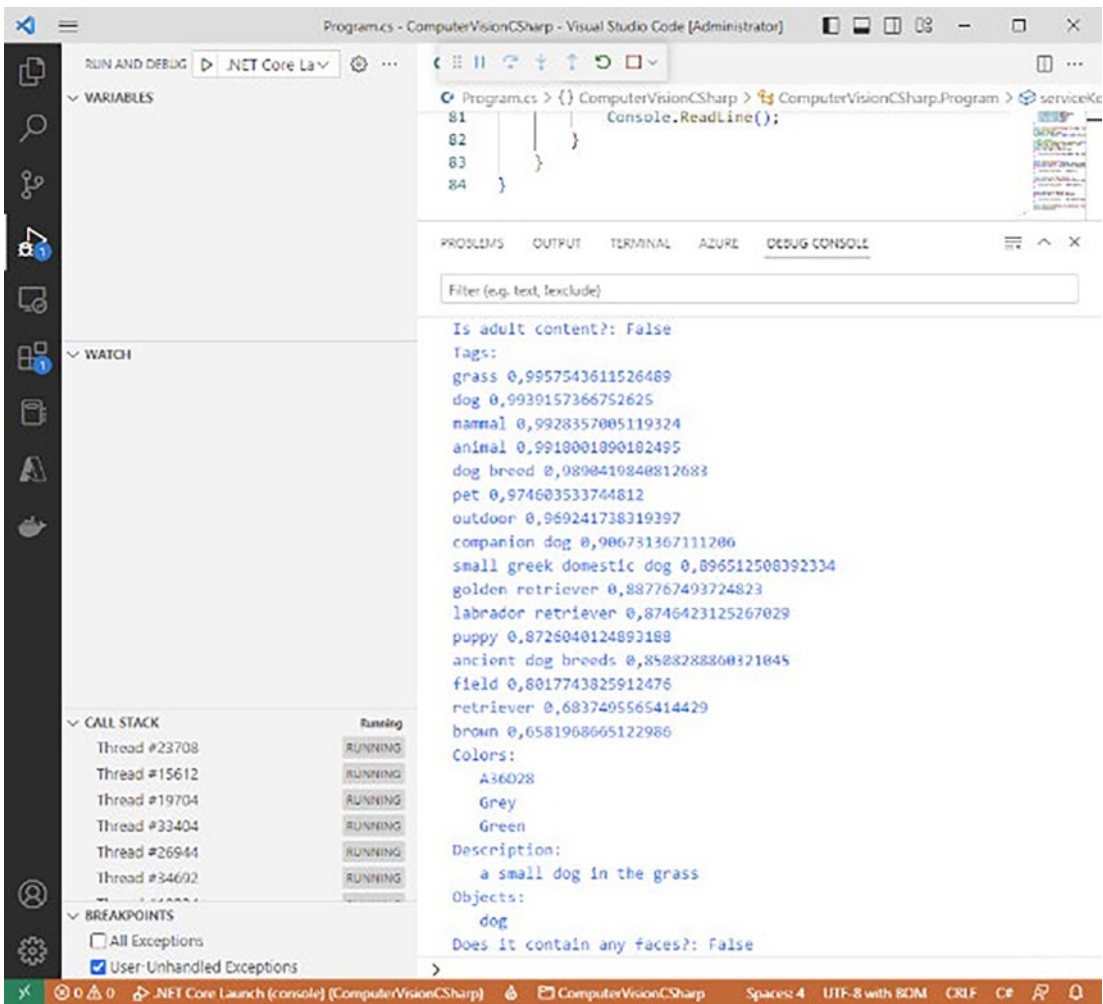 Program.cs - ComputerVisionCSharp - Visual Studio Code [Administrator]
RUN AND DEBUG .NET Core La
VARIABLES
WATCH
CALL STACK Running
Thread #23708 RUNNING
Thread #15612 RUNNING
Thread #19704 RUNNING
Thread #33404 RUNNING
Thread #26944 RUNNING
Thread #34692 RUNNING
BREAKPOINTS
All Exceptions
User-Unhandled Exceptions
Program.cs > {} ComputerVisionCSharp > ComputerVisionCSharp.Program > serviceKe
81 Console.ReadLine();
82 }
83 }
84 }
PROBLEMS OUTPUT TERMINAL AZURE DEBUG CONSOLE
Filter (e.g. text, !exclude)
Is adult content?: False
Tags:
grass 0,9957543611526489
dog 0,9939157366752625
mammal 0,9928357005119324
animal 0,9918001890182495
dog breed 0,9890419840812683
pet 0,974603533744812
outdoor 0,969241738319397
companion dog 0,906731367111206
small greek domestic dog 0,896512508392334
golden retriever 0,887767493724823
labrador retriever 0,8746423125267029
puppy 0,8726040124893188
ancient dog breeds 0,8508288860321045
field 0,8017743825912476
retriever 0,6837495565414429
brown 0,6581968665122986
Colors:
A36D28
Grey
Green
Description:
a small dog in the grass
Objects:
dog
Does it contain any faces?: False
>
0 0 .NET Core Launch (console) (ComputerVisionCSharp) ComputerVisionCSharp Spaces: 4 UTF-8 with BOM CRLF C#